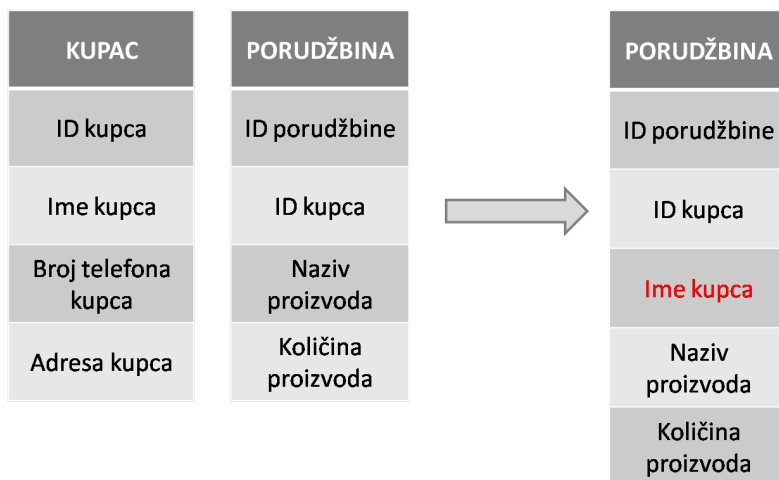 KUPAC
ID kupca
Ime kupca
Broj telefona
kupca
Adresa kupca
PORUDŽBINA
ID porudžbine
ID kupca
Naziv
proizvoda
Količina
proizvoda
PORUDŽBINA
ID porudžbine
ID kupca
Ime kupca
Naziv
proizvoda
Količina
proizvoda